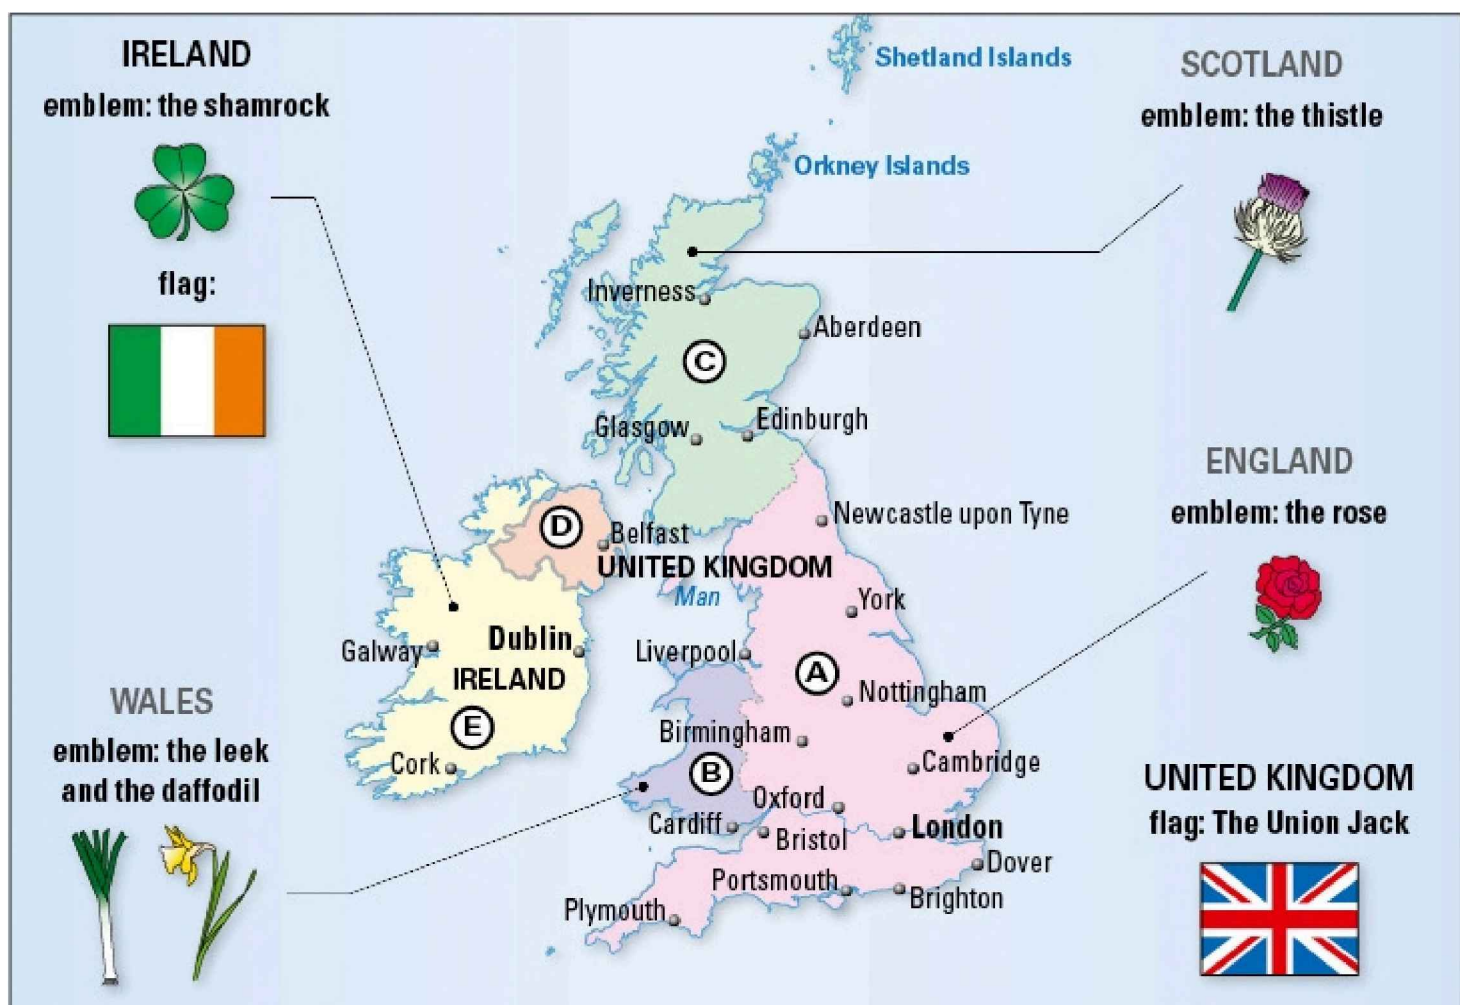 IRELAND
emblem: the shamrock
flag:
Shetland Islands
Orkney Islands
SCOTLAND
emblem: the thistle
Inverness
Aberdeen
C
Glasgow
Edinburgh
ENGLAND
emblem: the rose
D
Belfast
Newcastle upon Tyne
UNITED KINGDOM
Man
York
Galway
Dublin
IRELAND
E
Cork
Liverpool
A
Nottingham
Birmingham
B
Cambridge
Oxford
Cardiff
Bristol
London
Dover
Portsmouth
Brighton
Plymouth
WALES
emblem: the leek
and the daffodil
UNITED KINGDOM
flag: The Union Jack